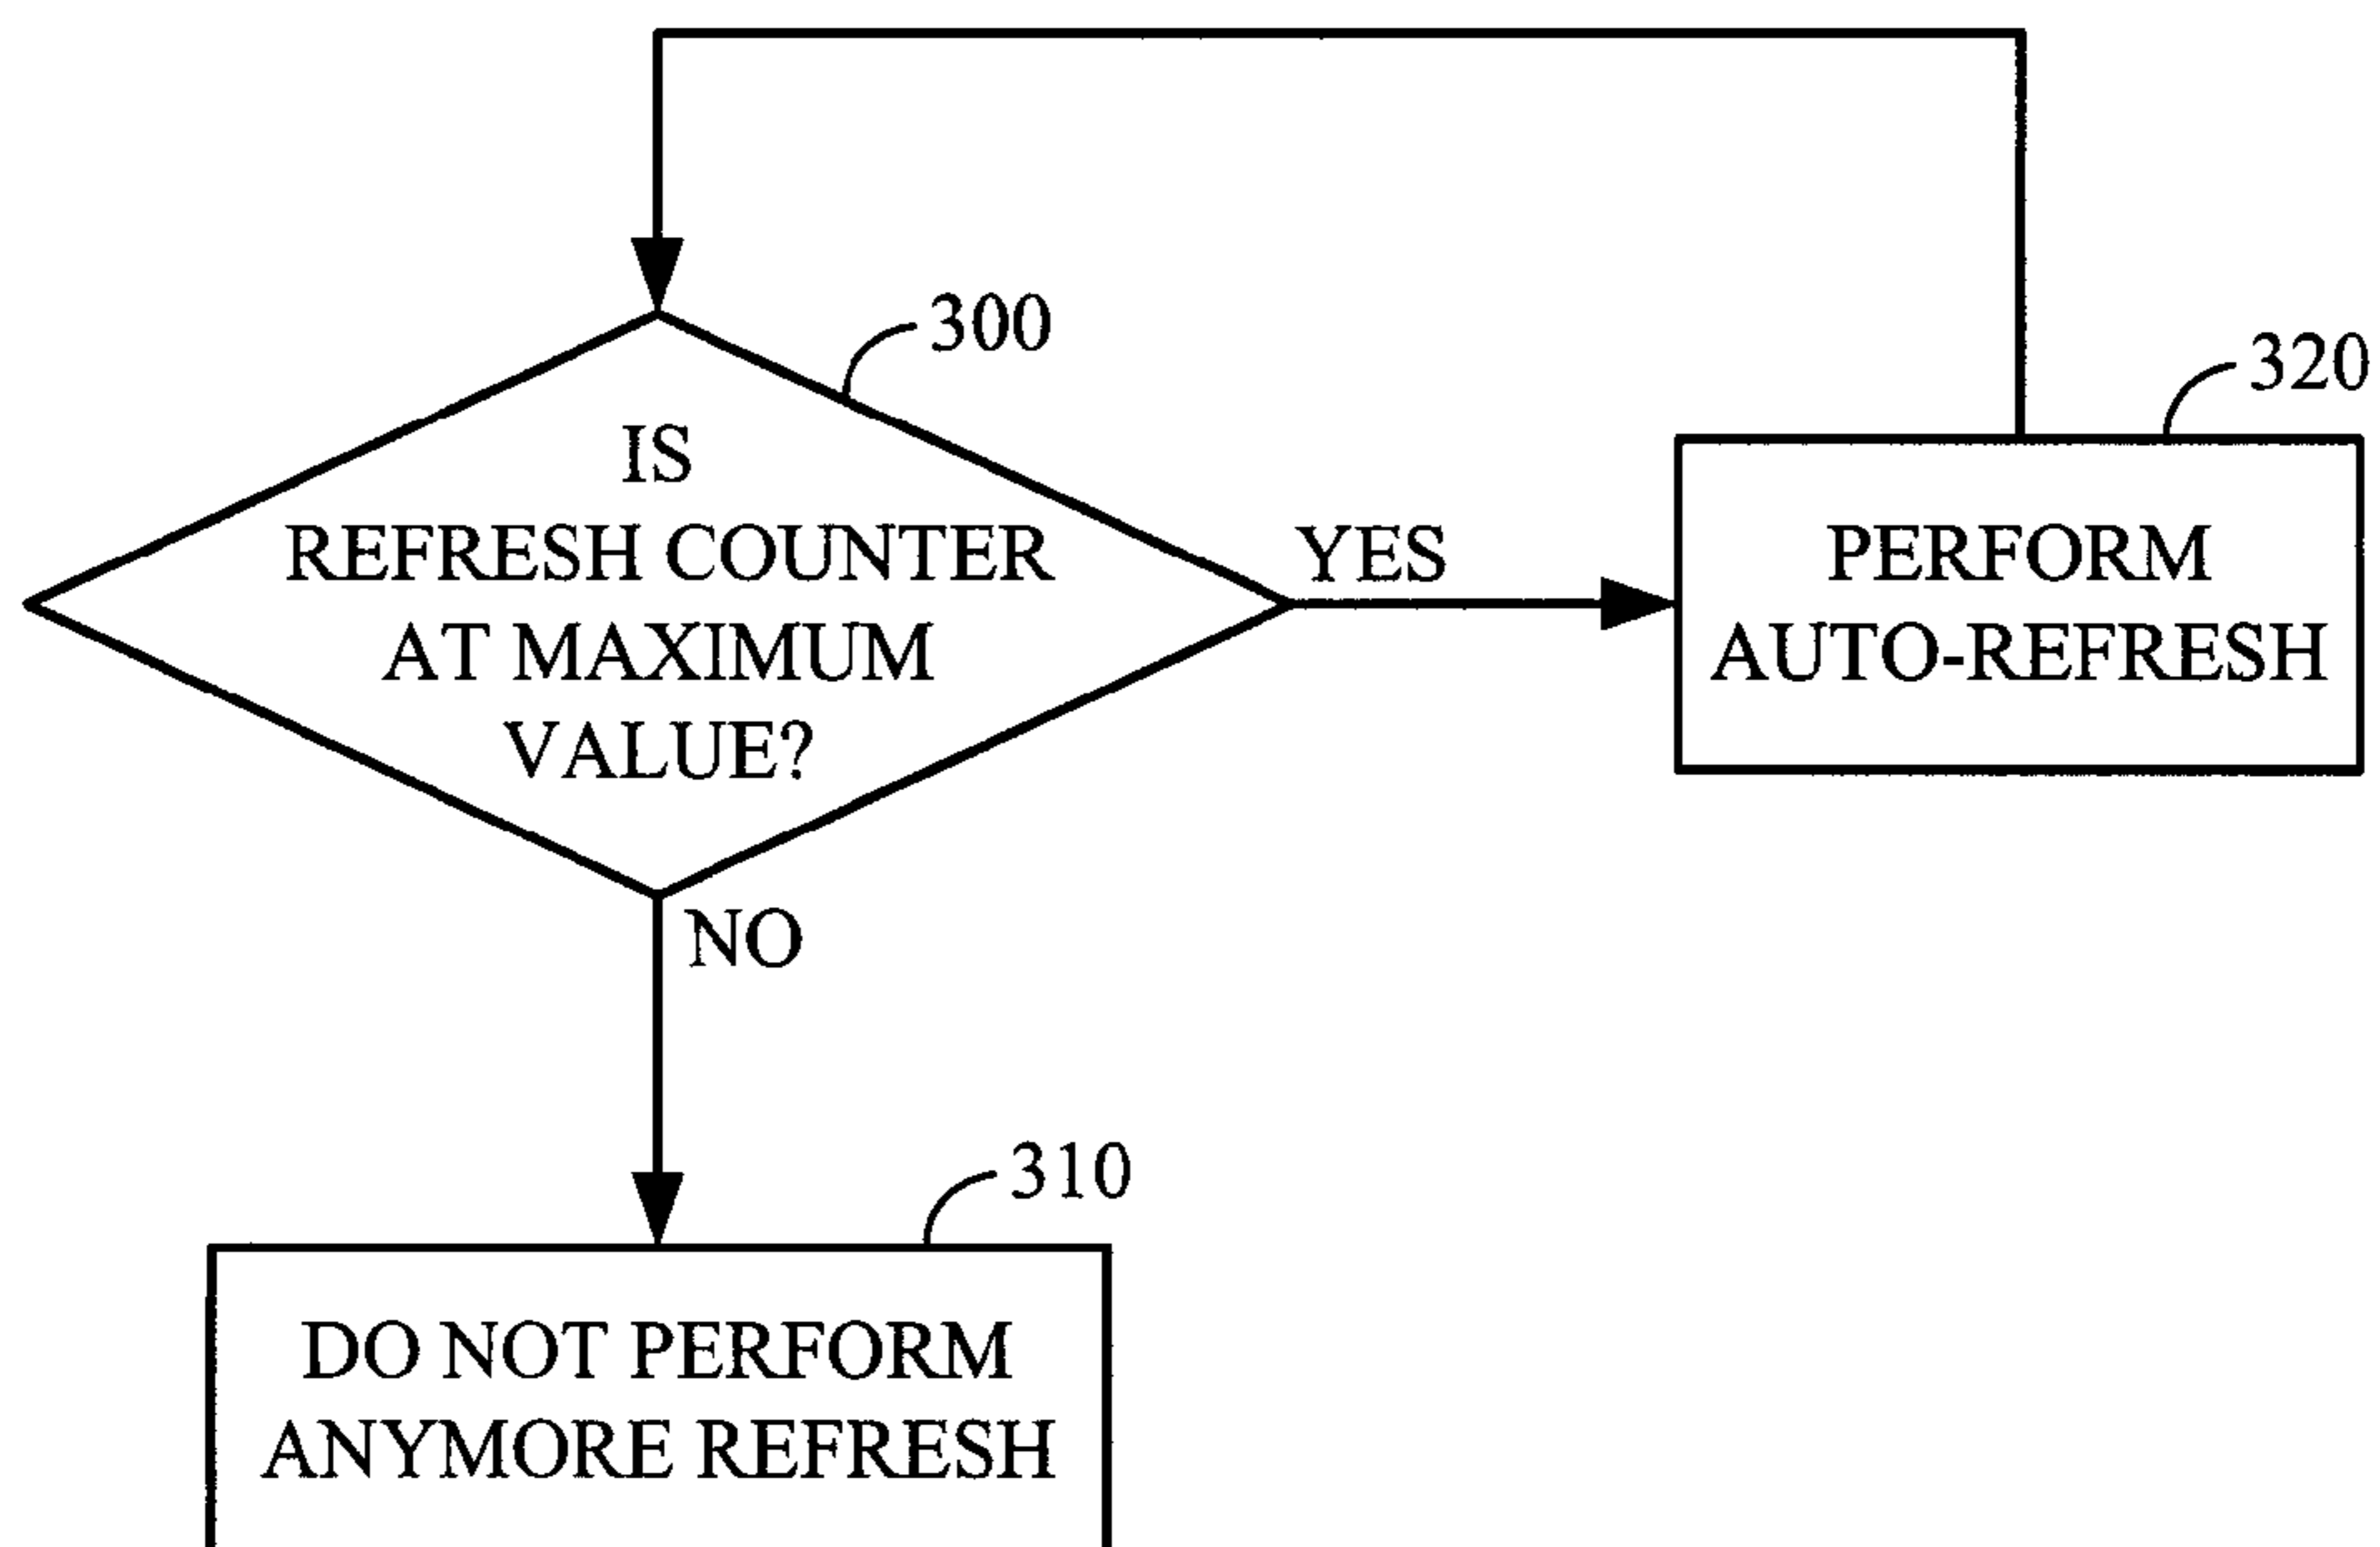 300
IS
REFRESH COUNTER
AT MAXIMUM
VALUE?
YES
320
PERFORM
AUTO-REFRESH
NO
310
DO NOT PERFORM
ANYMORE REFRESH